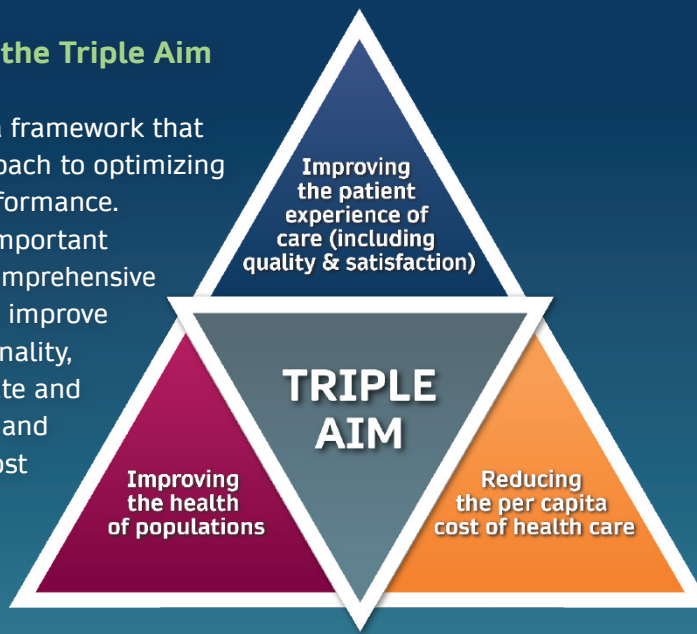 the Triple Aim
a framework that
oach to optimizing
formance.
mportant
mprehensive
improve
nality,
te and
and
ost
Improving
the patient
experience of
care (including
quality & satisfaction)
TRIPLE
AIM
Improving
the health
of populations
Reducing
the per capita
cost of health care